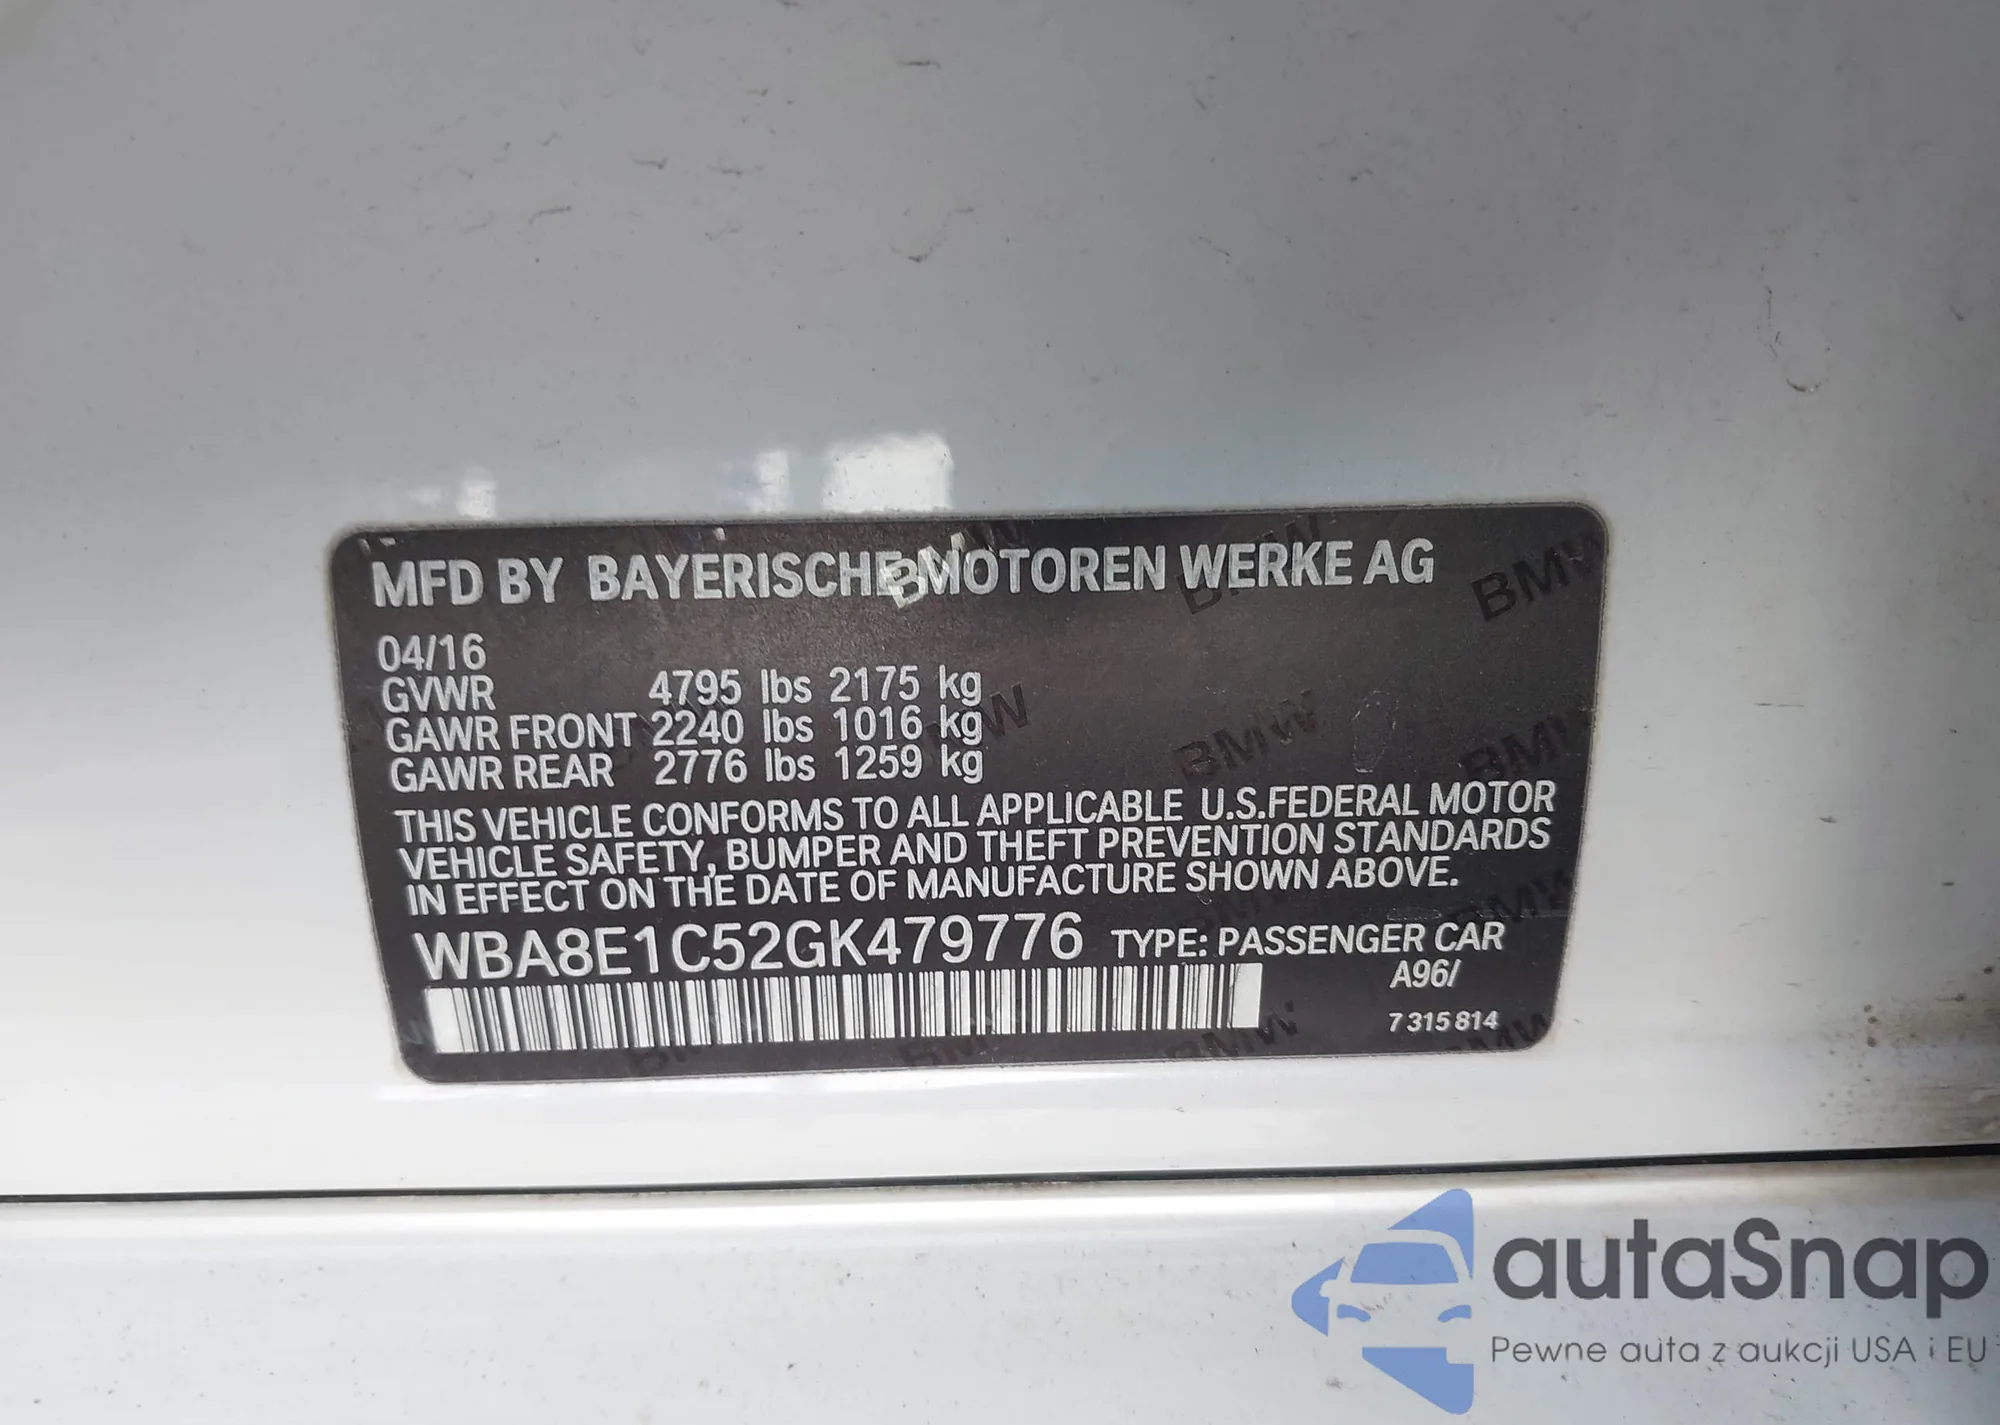 MFD BY BAYERISCHE MOTOREN WERKE AG
04/16
GVWR 4795 lbs 2175 kg
GAWR FRONT 2240 lbs 1016 kg
GAWR REAR 2776 lbs 1259 kg
THIS VEHICLE CONFORMS TO ALL APPLICABLE U.S.FEDERAL MOTOR
VEHICLE SAFETY, BUMPER AND THEFT PREVENTION STANDARDS
IN EFFECT ON THE DATE OF MANUFACTURE SHOWN ABOVE.
WBA8E1C52GK479776 TYPE: PASSENGER CAR
A96/
7 315 814
autaSnap
Pewne auta z aukcji USA i EU